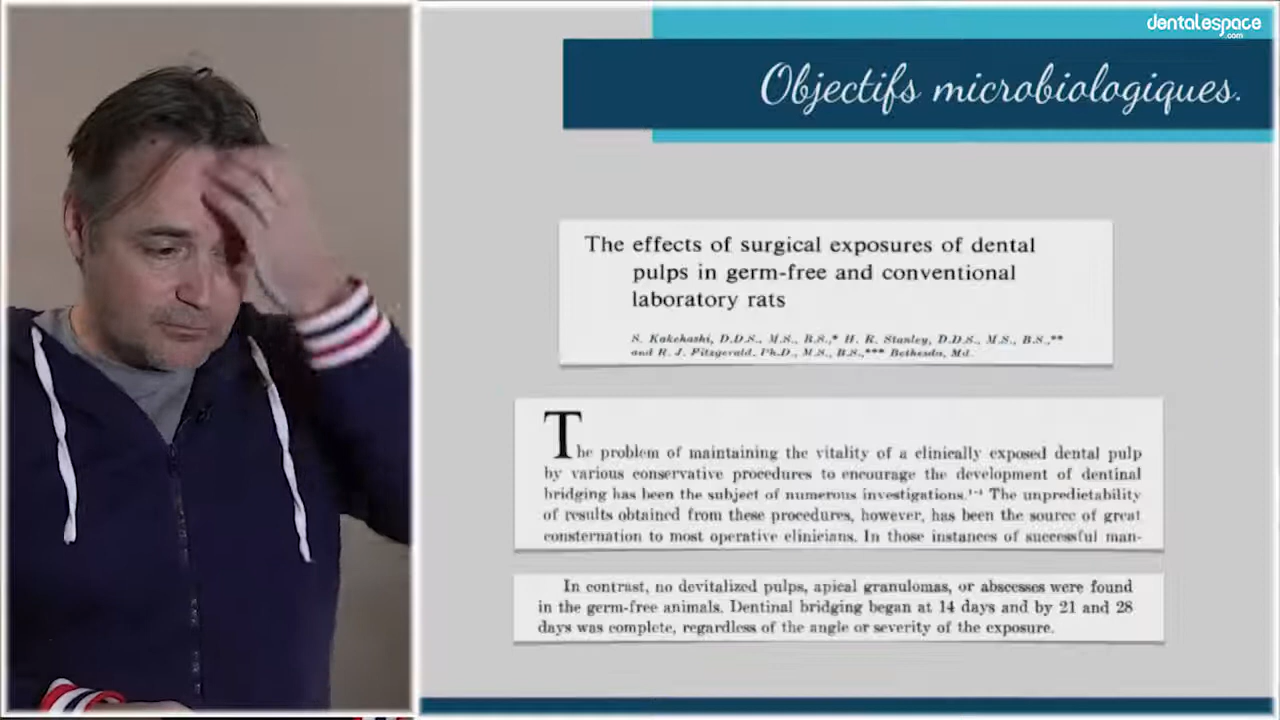 dentalespace
.com
Objectifs microbiologiques.
The effects of surgical exposures of dental
pulps in germ-free and conventional
laboratory rats
S. Kakehashi, D.D.S., M.S., B.S.,* H. R. Stanley, D.D.S., M.S., B.S.,**
and R. J. Fitzgerald, Ph.D., M.S., B.S.,*** Bethesda, Md.
The problem of maintaining the vitality of a clinically exposed dental pulp
by various conservative procedures to encourage the development of dentinal
bridging has been the subject of numerous investigations.¹⁻⁴ The unpredictability
of results obtained from these procedures, however, has been the source of great
consternation to most operative clinicians. In those instances of successful man-
In contrast, no devitalized pulps, apical granulomas, or abscesses were found
in the germ-free animals. Dentinal bridging began at 14 days and by 21 and 28
days was complete, regardless of the angle or severity of the exposure.